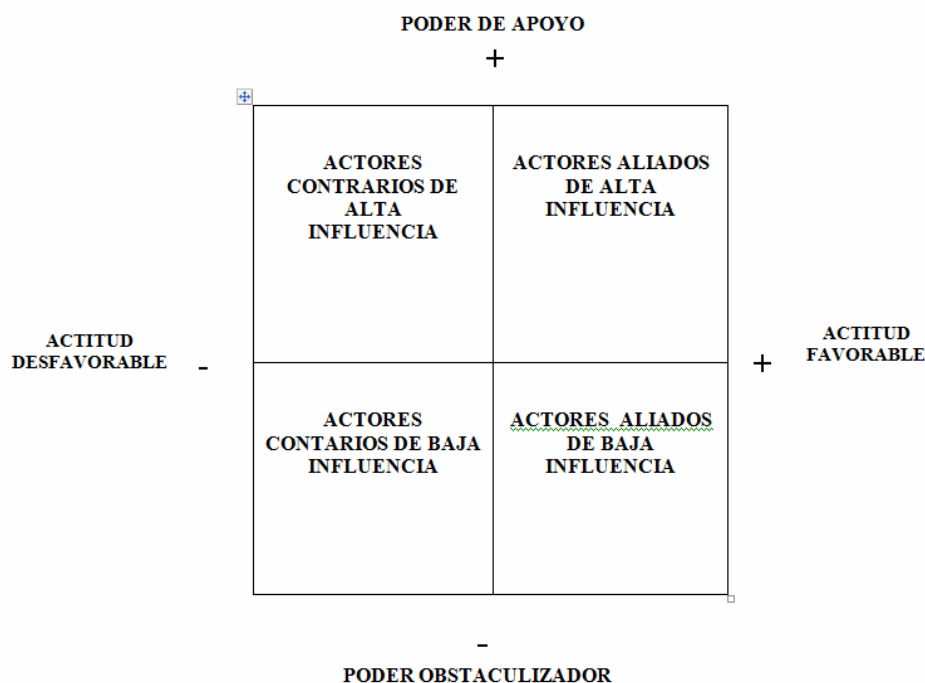 PODER DE APOYO
+
ACTORES
CONTRARIOS DE
ALTA
INFLUENCIA
ACTORES ALIADOS
DE ALTA
INFLUENCIA
ACTITUD
DESFAVORABLE
-
+
ACTITUD
FAVORABLE
ACTORES
CONTARIOS DE BAJA
INFLUENCIA
ACTORES ALIADOS
DE BAJA
INFLUENCIA
-
PODER OBSTACULIZADOR